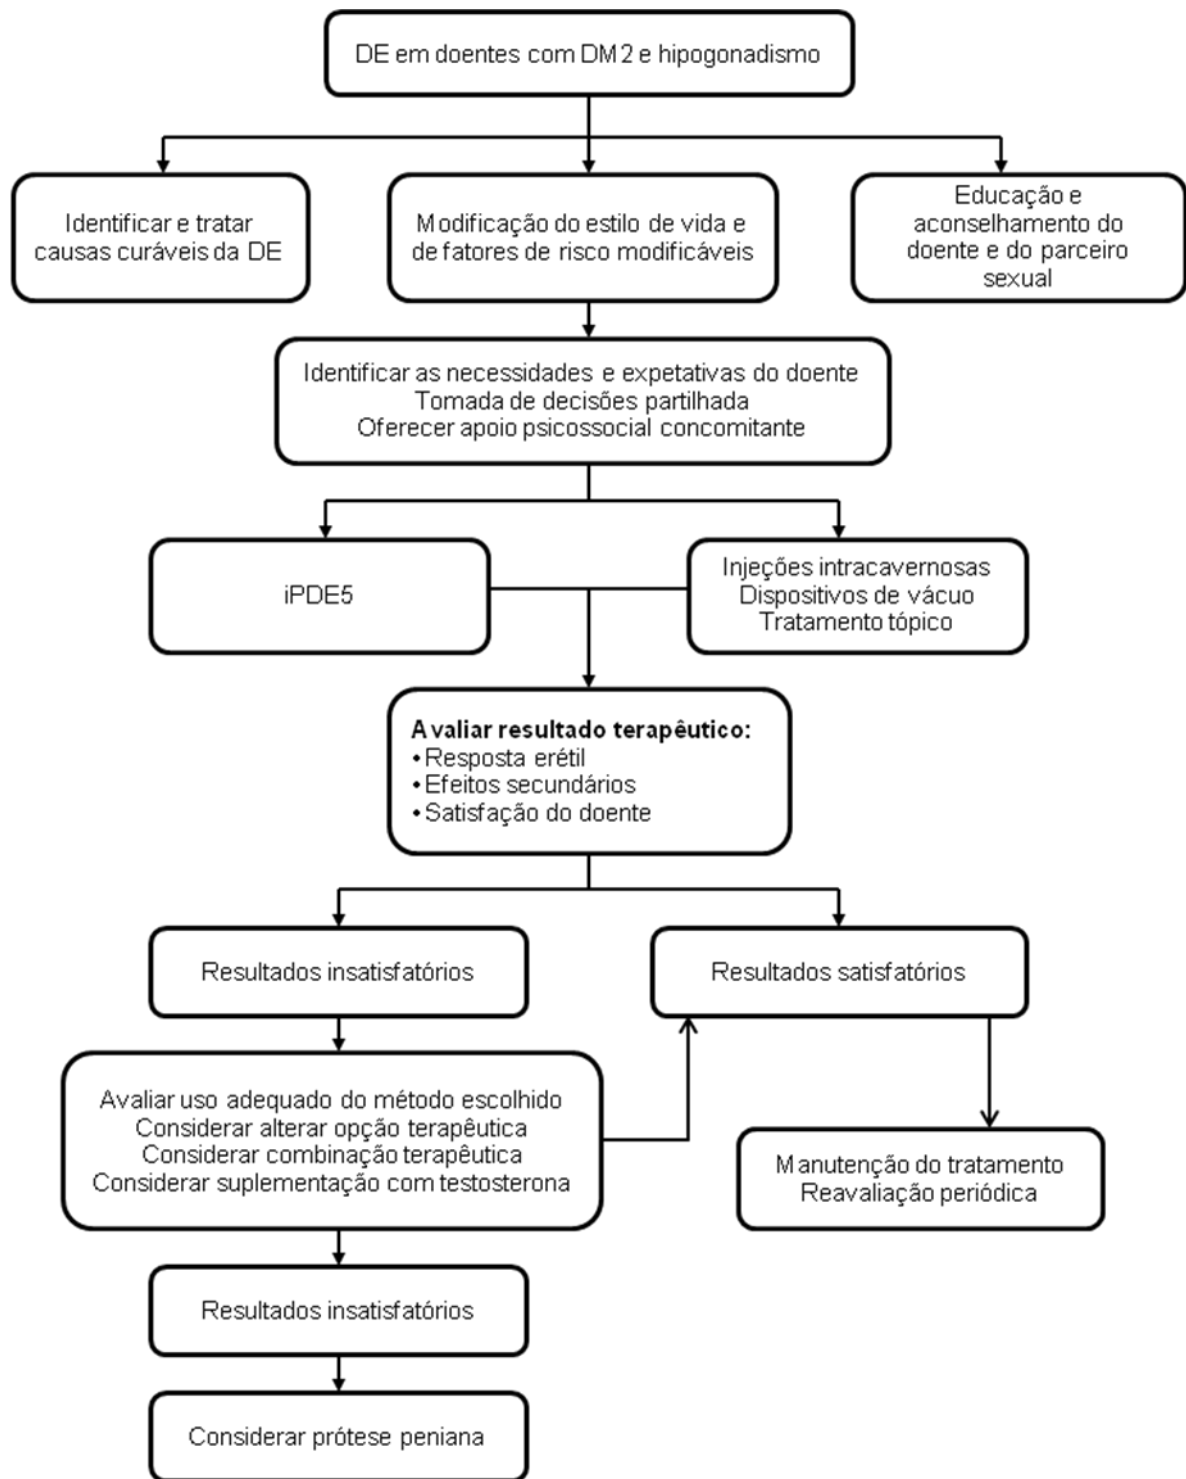 DE em doentes com DM2 e hipogonadismo
Identificar e tratar
causas curáveis da DE
Modificação do estilo de vida e
de fatores de risco modificáveis
Educação e
aconselhamento do
doente e do parceiro
sexual
Identificar as necessidades e expetativas do doente
Tomada de decisões partilhada
Oferecer apoio psicossocial concomitante
iPDE5
Injeções intracavernosas
Dispositivos de vácuo
Tratamento tópico
Avaliar resultado terapêutico:
• Resposta erétil
• Efeitos secundários
• Satisfação do doente
Resultados insatisfatórios
Resultados satisfatórios
Avaliar uso adequado do método escolhido
Considerar alterar opção terapêutica
Considerar combinação terapêutica
Considerar suplementação com testosterona
Manutenção do tratamento
Reavaliação periódica
Resultados insatisfatórios
Considerar prótese peniana